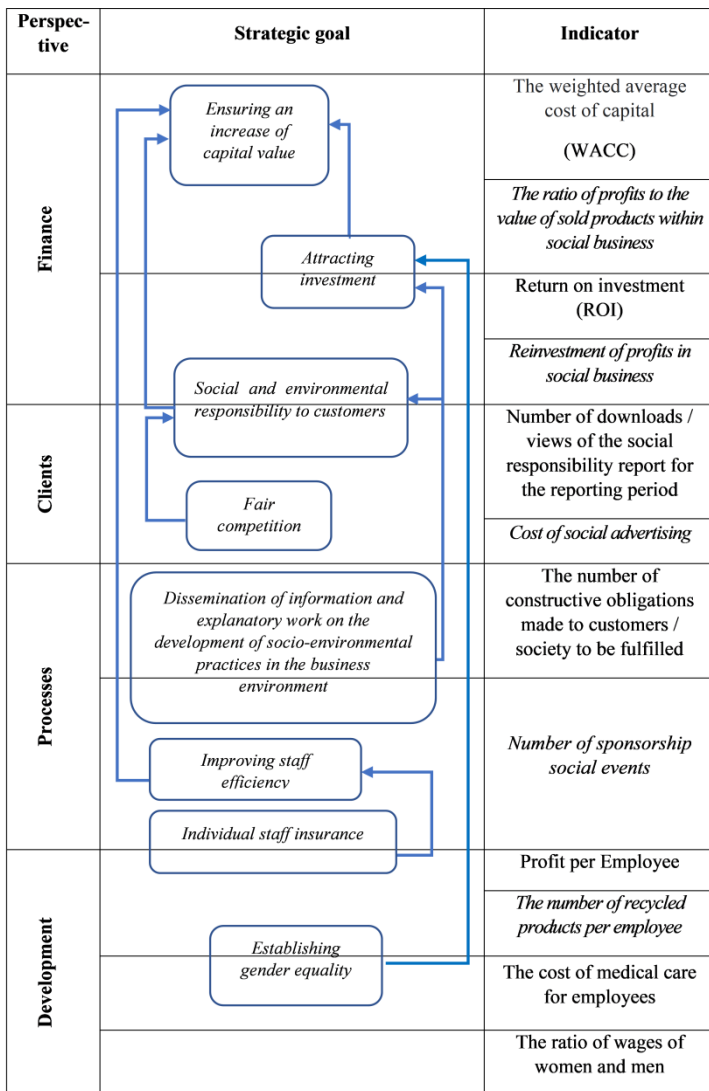 Perspec-
tive
Strategic goal
Indicator
Finance
Ensuring an
increase of
capital value
The weighted average
cost of capital
(WACC)
The ratio of profits to the
value of sold products within
social business
Attracting
investment
Return on investment
(ROI)
Reinvestment of profits in
social business
Social and environmental
responsibility to customers
Clients
Number of downloads /
views of the social
responsibility report for
the reporting period
Fair
competition
Cost of social advertising
Processes
Dissemination of information and
explanatory work on the
development of socio-environmental
practices in the business
environment
The number of
constructive obligations
made to customers /
society to be fulfilled
Improving staff
efficiency
Number of sponsorship
social events
Individual staff insurance
Development
Profit per Employee
The number of recycled
products per employee
Establishing
gender equality
The cost of medical care
for employees
The ratio of wages of
women and men